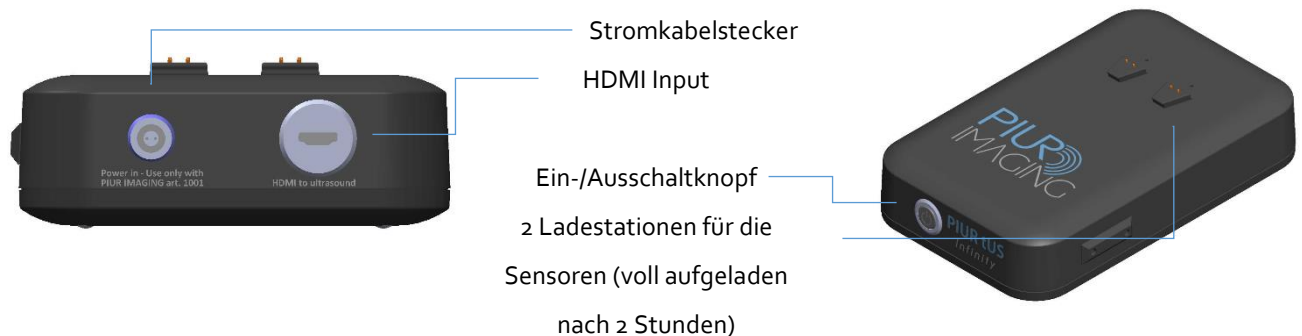 Stromkabelstecker
HDMI Input
Power in - Use only with
PIUR IMAGING art. 1001
HDMI to ultrasound
Ein-/Ausschaltknopf
2 Ladestationen für die
Sensoren (voll aufgeladen
nach 2 Stunden)
PIUR
IMAGING
PIUR tUS
Infinity